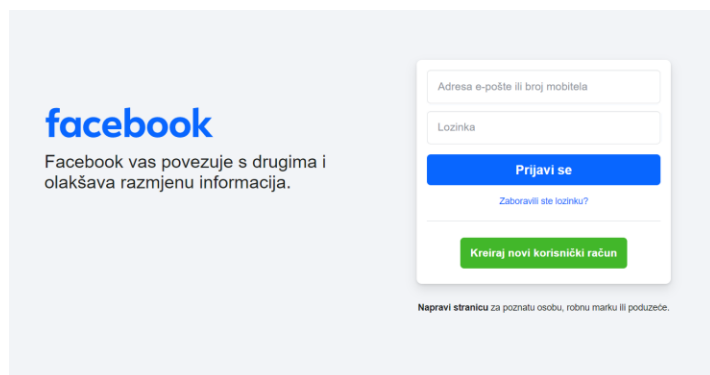 facebook
Facebook vas povezuje s drugima i
olakšava razmjenu informacija.
Adresa e-pošte ili broj mobitela
Lozinka
Prijavi se
Zaboravili ste lozinku?
Kreiraj novi korisnički račun
Napravi stranicu za poznatu osobu, robnu marku ili poduzeće.